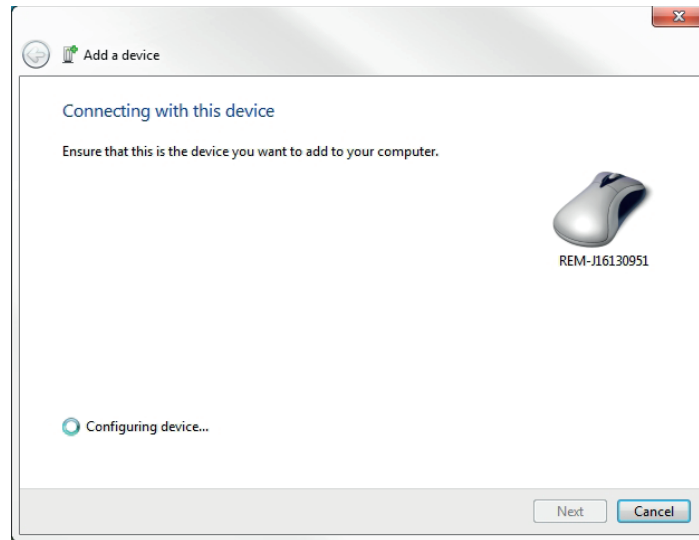 Add a device
Connecting with this device
Ensure that this is the device you want to add to your computer.
REM-J16130951
Configuring device...
Next
Cancel